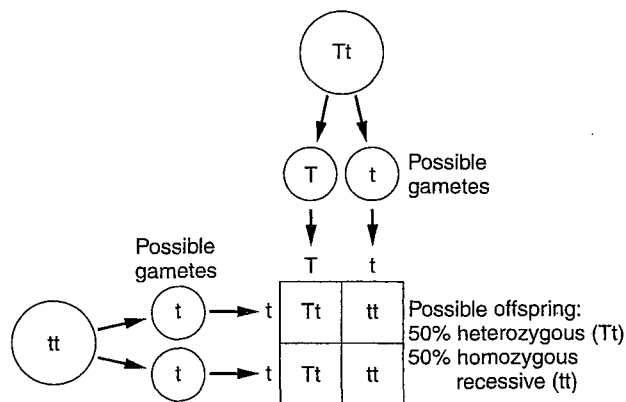 Tt
T t Possible
gametes
T t
Possible
gametes
tt t t Tt tt Possible offspring:
50% heterozygous (Tt)
50% homozygous
recessive (tt)
t t Tt tt